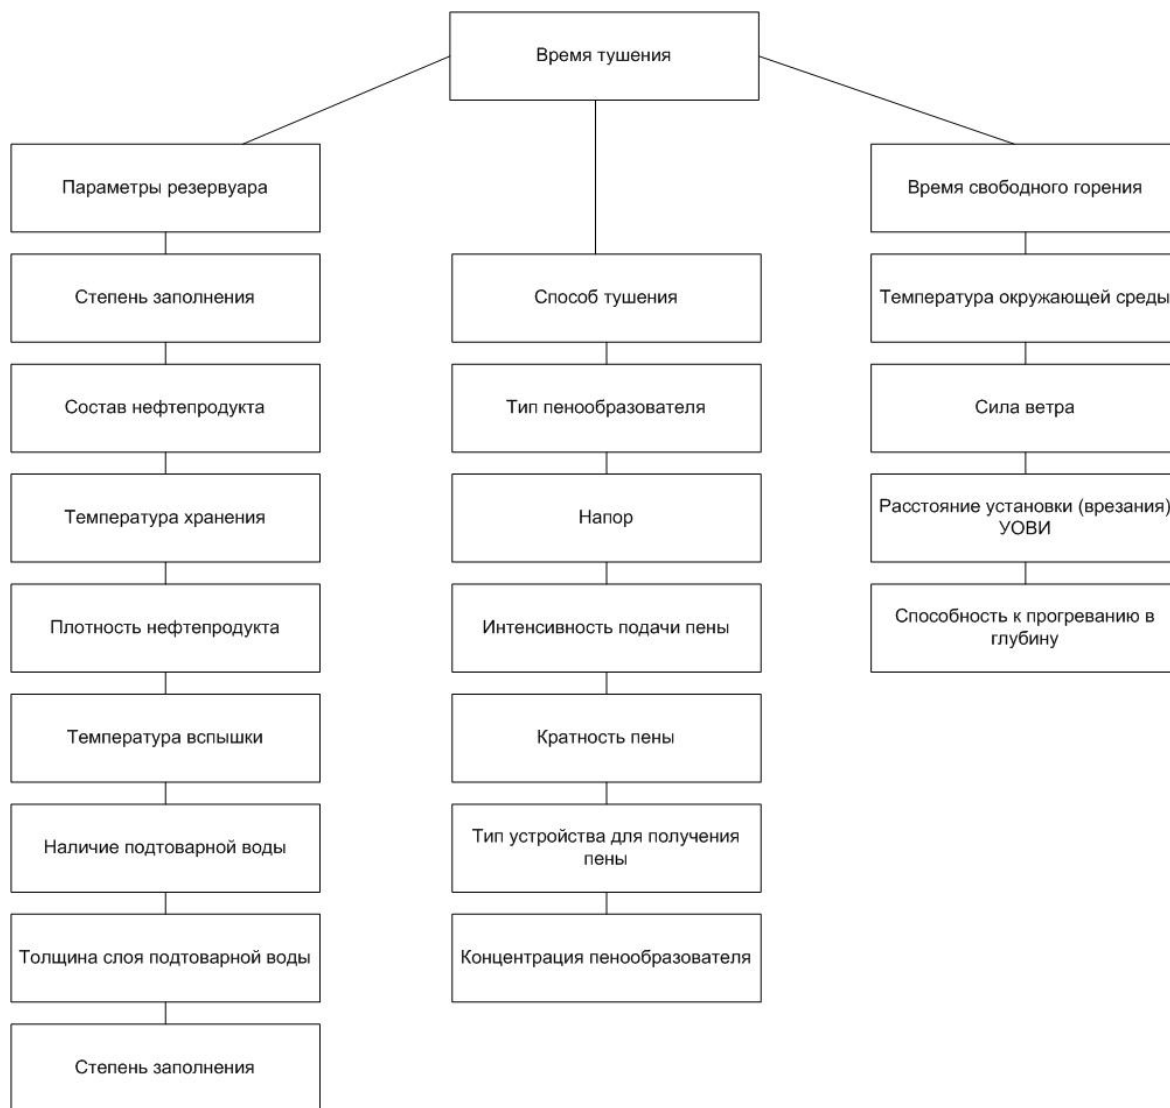 Время тушения
Параметры резервуара
Степень заполнения
Состав нефтепродукта
Температура хранения
Плотность нефтепродукта
Температура вспышки
Наличие подтоварной воды
Толщина слоя подтоварной воды
Степень заполнения
Способ тушения
Тип пенообразователя
Напор
Интенсивность подачи пены
Кратность пены
Тип устройства для получения
пены
Концентрация пенообразователя
Время свободного горения
Температура окружающей среды
Сила ветра
Расстояние установки (врезания)
УОВИ
Способность к прогреванию в
глубину